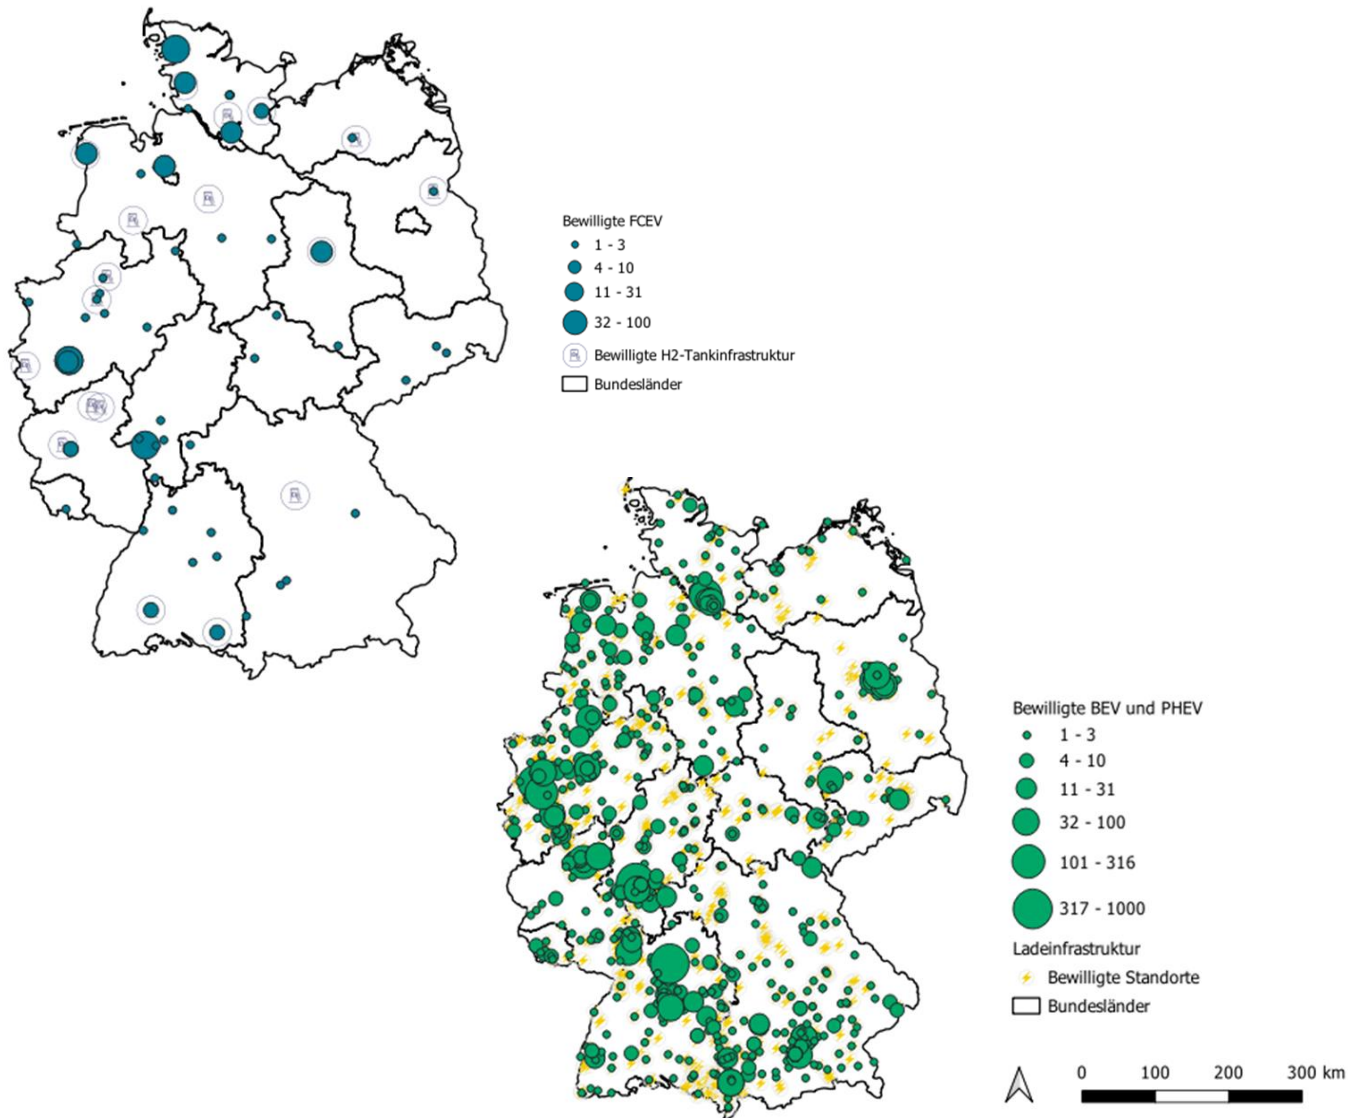 Bewilligte FCEV
1 - 3
4 - 10
11 - 31
32 - 100
Bewilligte H2-Tankinfrastruktur
Bundesländer
Bewilligte BEV und PHEV
1 - 3
4 - 10
11 - 31
32 - 100
101 - 316
317 - 1000
Ladeinfrastruktur
Bewilligte Standorte
Bundesländer
0 100 200 300 km